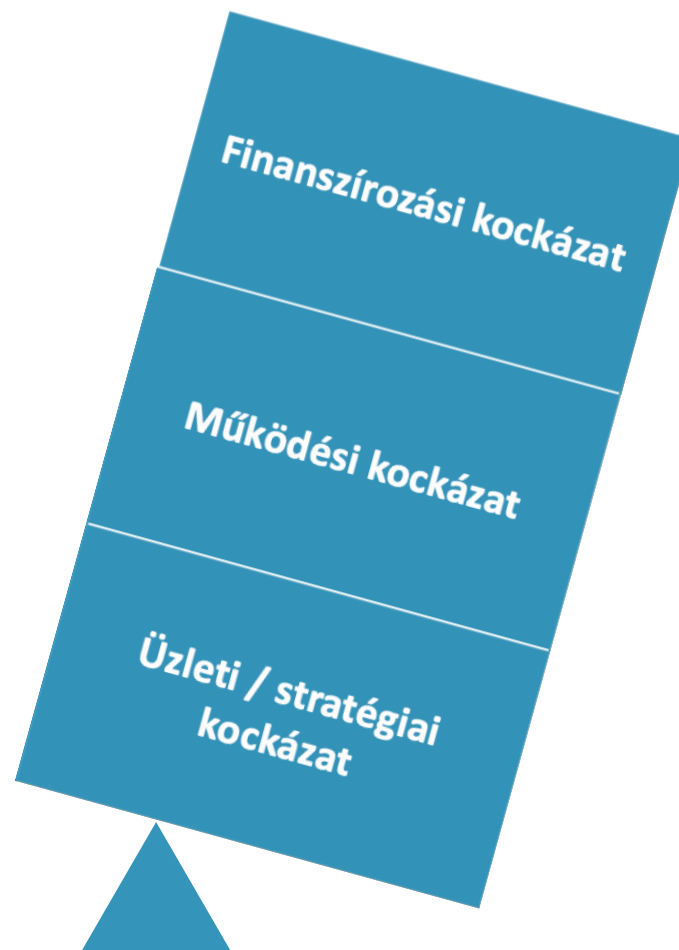 Finanszírozási kockázat
Működési kockázat
Üzleti / stratégiai
kockázat